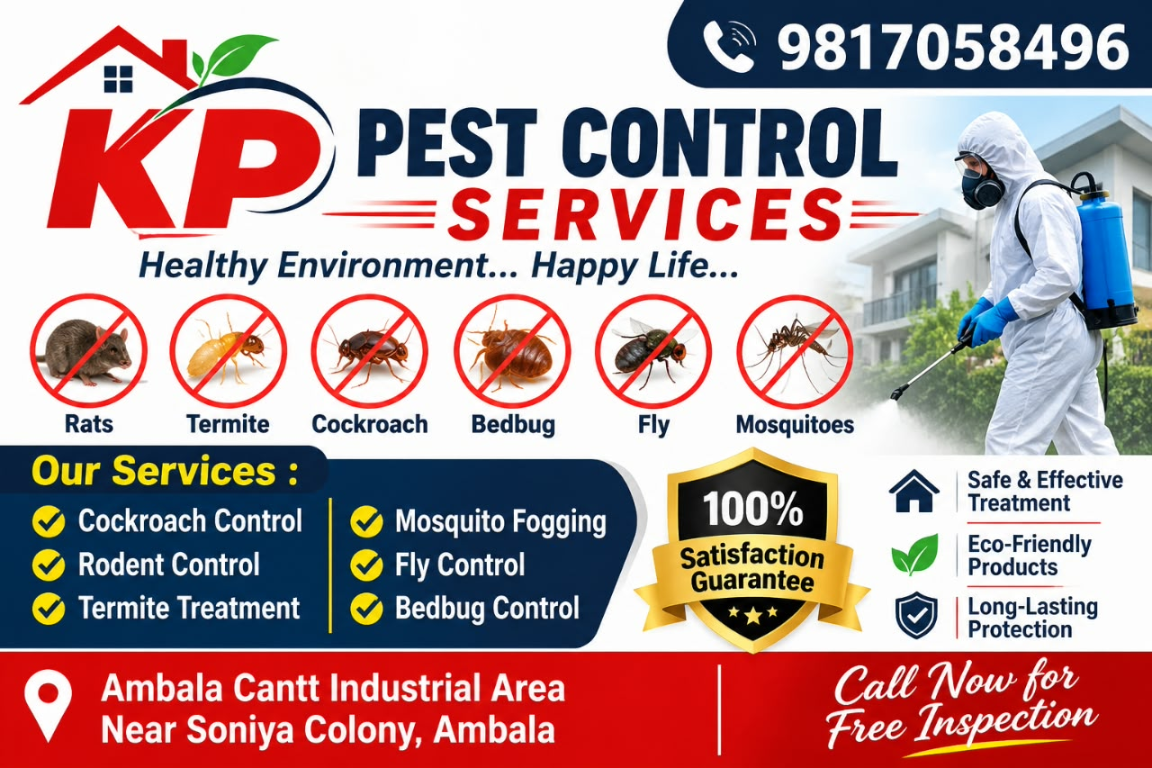 9817058496
KP PEST CONTROL
SERVICES
Healthy Environment... Happy Life...
Rats
Termite
Cockroach
Bedbug
Fly
Mosquitoes
Our Services :
Cockroach Control
Rodent Control
Termite Treatment
Mosquito Fogging
Fly Control
Bedbug Control
100%
Satisfaction
Guarantee
Safe & Effective
Treatment
Eco-Friendly
Products
Long-Lasting
Protection
Ambala Cantt Industrial Area
Near Soniya Colony, Ambala
Call Now for
Free Inspection